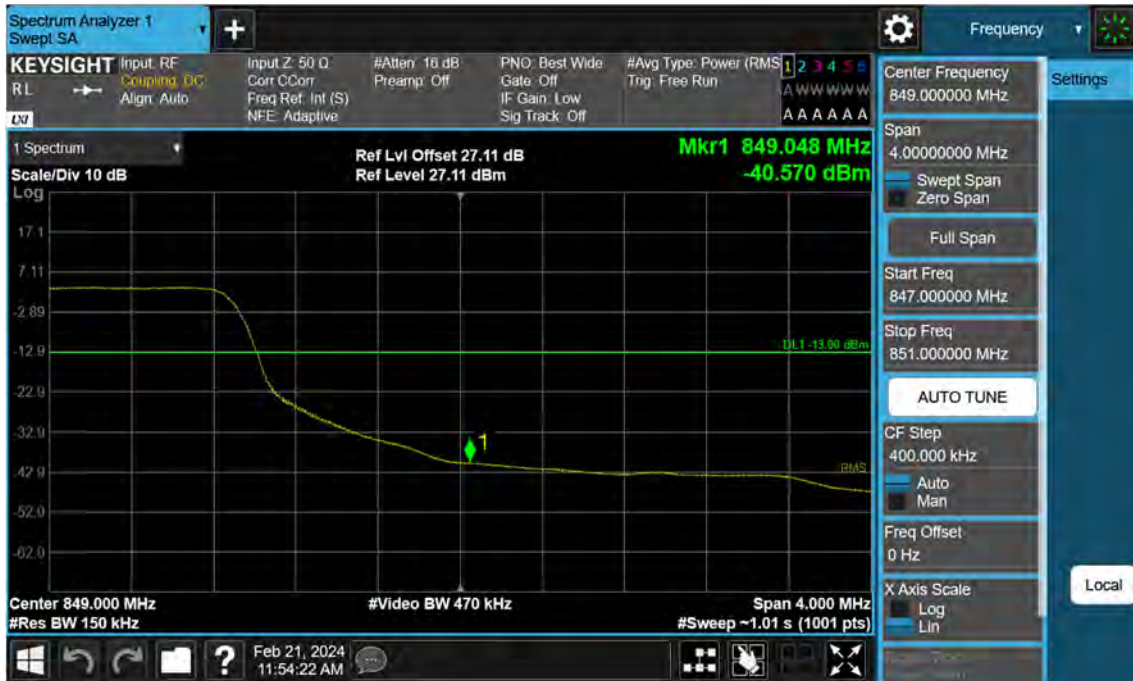 Spectrum Analyzer 1
Swept SA
+
Frequency
KEYSIGHT
RL
LXI
Input: RF
Coupling: DC
Align: Auto
Input Z: 50 Ω
Corr CCorr
Freq Ref: Int (S)
NFE: Adaptive
#Atten: 16 dB
Preamp: Off
PNO: Best Wide
Gate: Off
IF Gain: Low
Sig Track: Off
#Avg Type: Power (RMS
Trig: Free Run
1 2 3 4 5 6
A W W W W W
A A A A A A
1 Spectrum
Scale/Div 10 dB
Ref Lvl Offset 27.11 dB
Ref Level 27.11 dBm
Mkr1 849.048 MHz
-40.570 dBm
Log
17.1
7.11
-2.89
-12.9
-22.9
-32.9
-42.9
-52.9
-62.9
DL1 -13.00 dBm
1
RMS
Center 849.000 MHz
#Res BW 150 kHz
#Video BW 470 kHz
Span 4.000 MHz
#Sweep ~1.01 s (1001 pts)
Center Frequency
849.000000 MHz
Settings
Span
4.00000000 MHz
Swept Span
Zero Span
Full Span
Start Freq
847.000000 MHz
Stop Freq
851.000000 MHz
AUTO TUNE
CF Step
400.000 kHz
Auto
Man
Freq Offset
0 Hz
X Axis Scale
Log
Lin
Local
?
Feb 21, 2024
11:54:22 AM